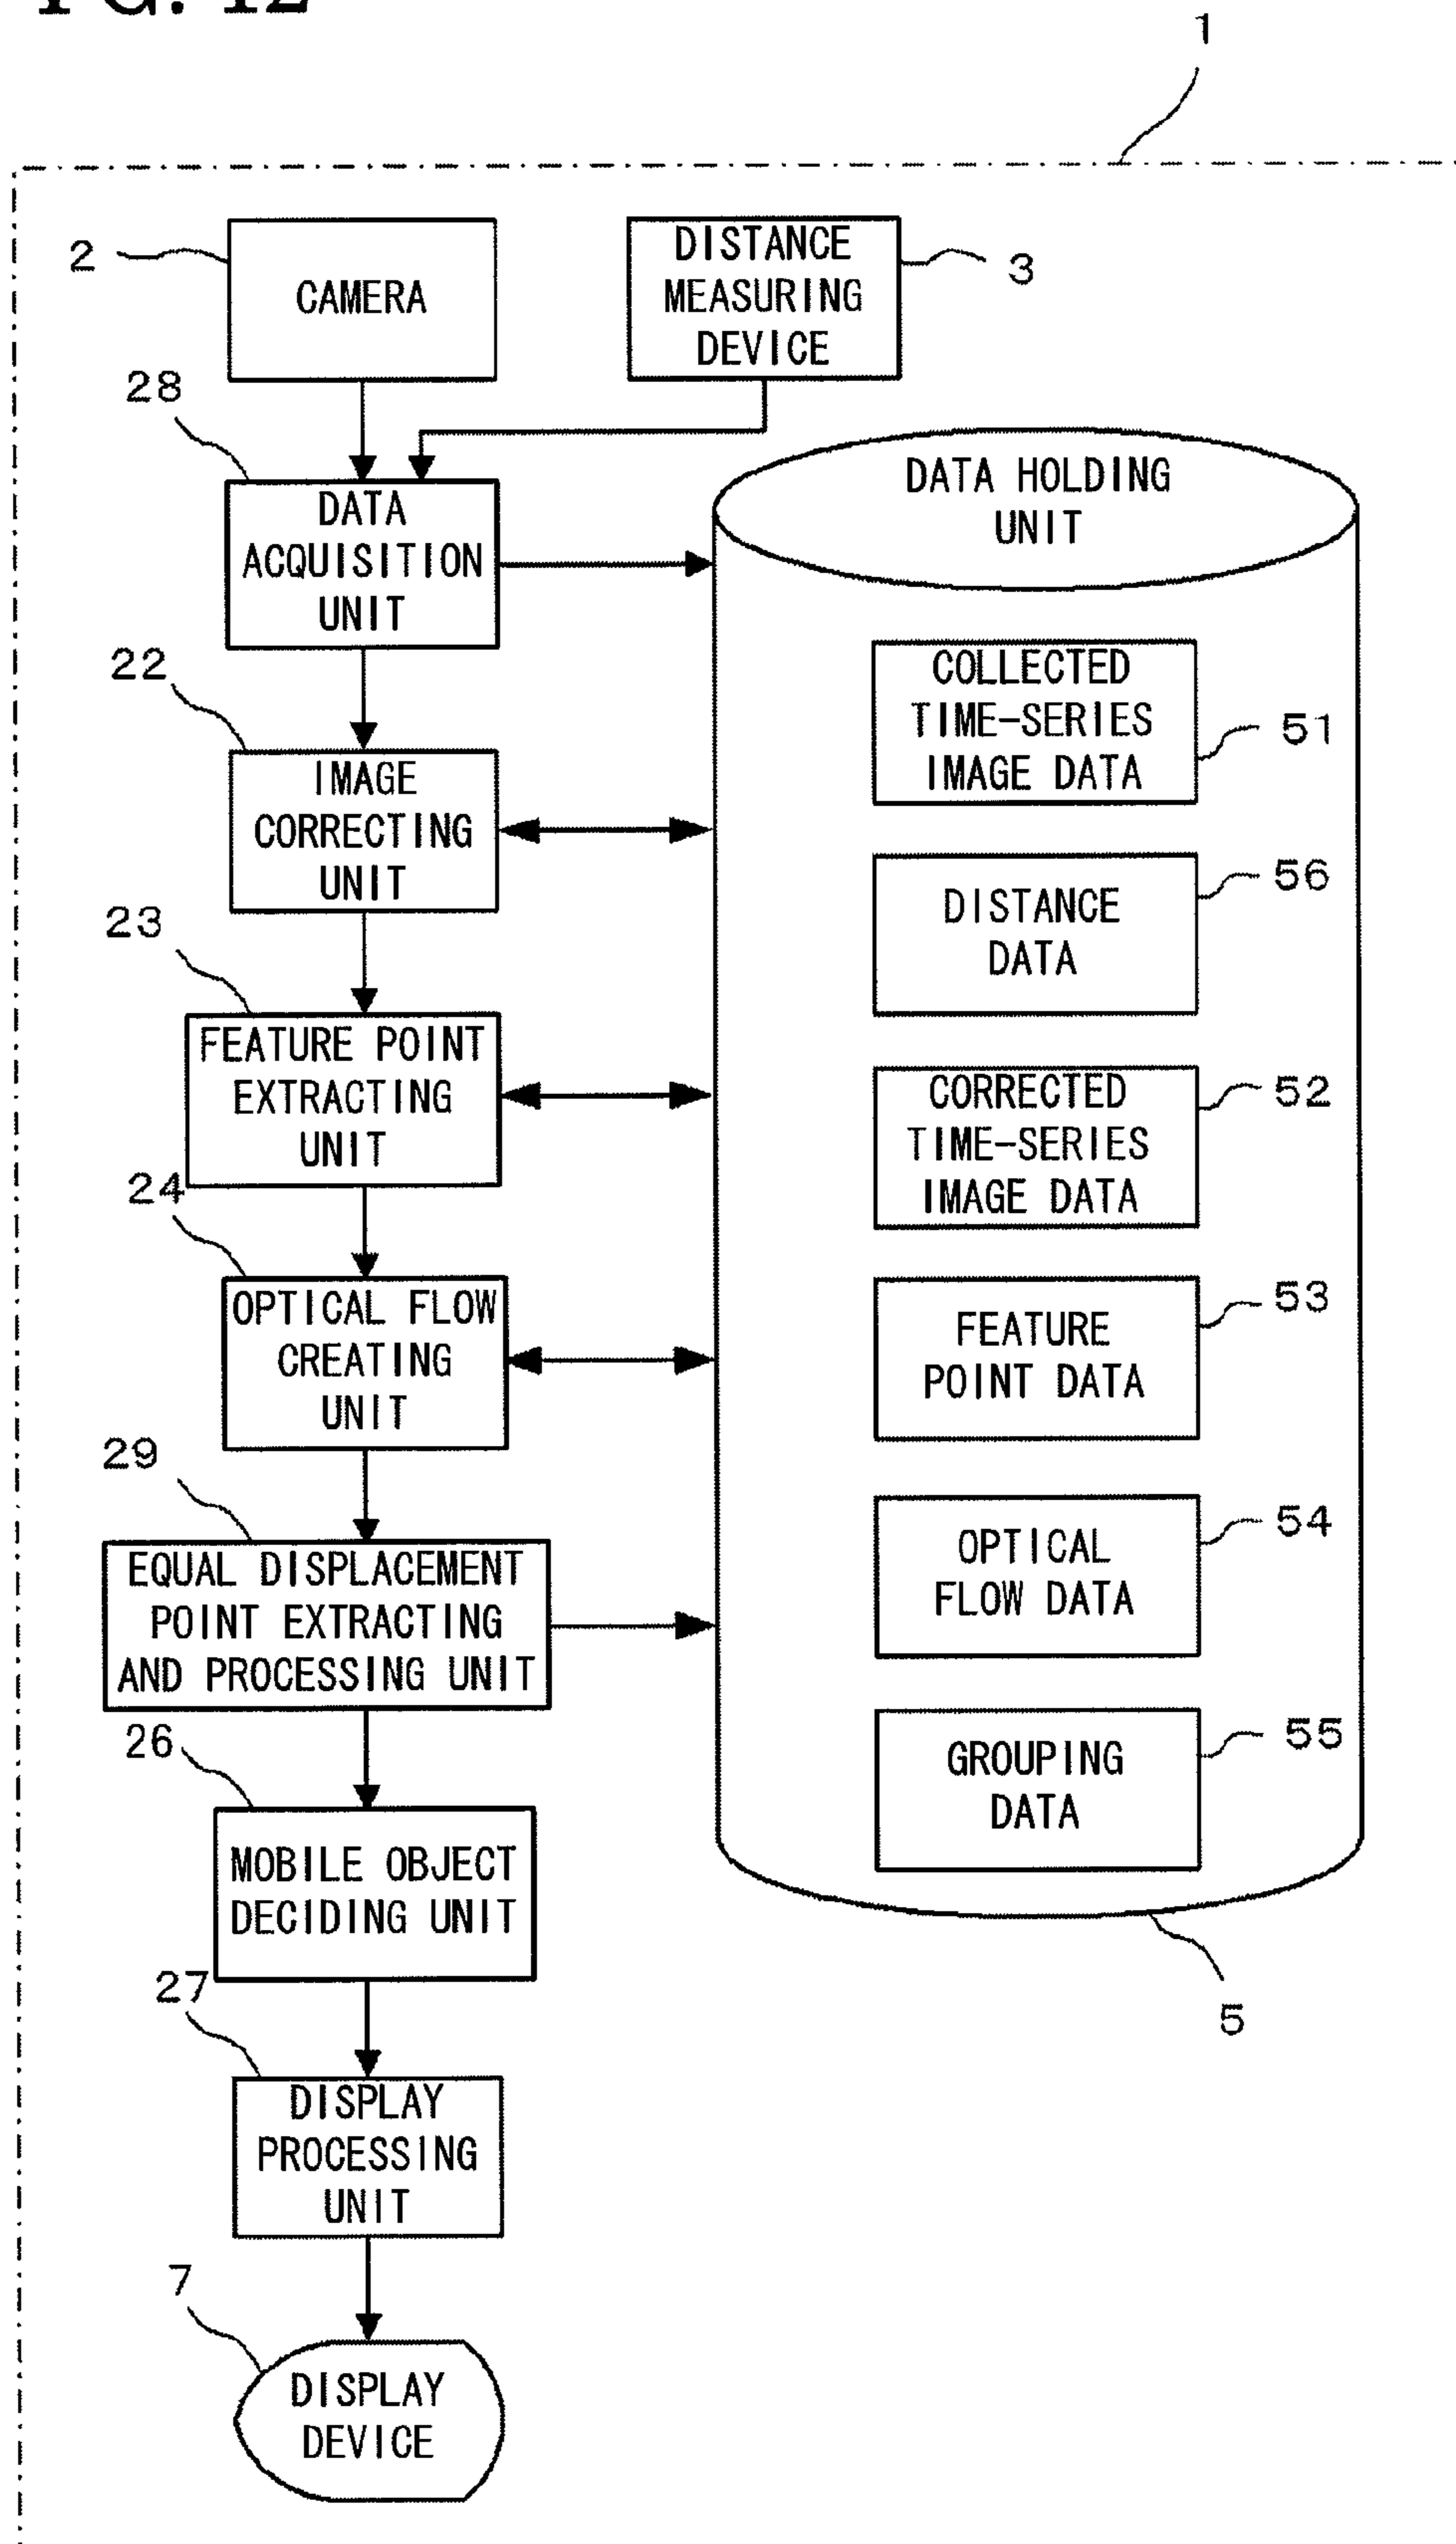 1
2
CAMERA
DISTANCE
MEASURING
DEVICE
3
28
DATA
ACQUISITION
UNIT
DATA HOLDING
UNIT
22
IMAGE
CORRECTING
UNIT
COLLECTED
TIME-SERIES
IMAGE DATA
51
23
FEATURE POINT
EXTRACTING
UNIT
DISTANCE
DATA
56
CORRECTED
TIME-SERIES
IMAGE DATA
52
24
OPTICAL FLOW
CREATING
UNIT
FEATURE
POINT DATA
53
29
EQUAL DISPLACEMENT
POINT EXTRACTING
AND PROCESSING UNIT
OPTICAL
FLOW DATA
54
26
MOBILE OBJECT
DECIDING UNIT
GROUPING
DATA
55
5
27
DISPLAY
PROCESSING
UNIT
7
DISPLAY
DEVICE